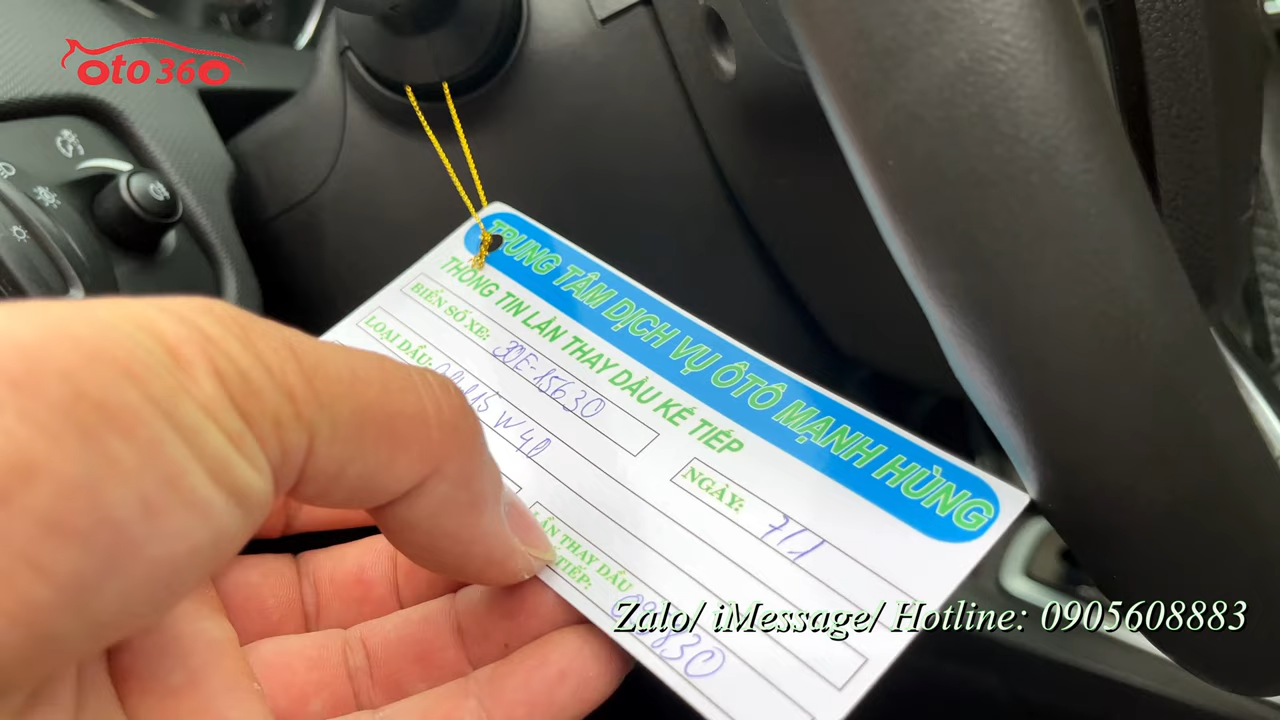 oto360
TRUNG TÂM DỊCH VỤ ÔTÔ MẠNH HÙNG
THÔNG TIN LẦN THAY DẦU KẾ TIẾP
BIỂN SỐ XE: 30E-15630
NGÀY: 7/1
LOẠI DẦU: 15W40
LẦN THAY DẦU
TIẾP:
Zalo/ iMessage/ Hotline: 0905608883